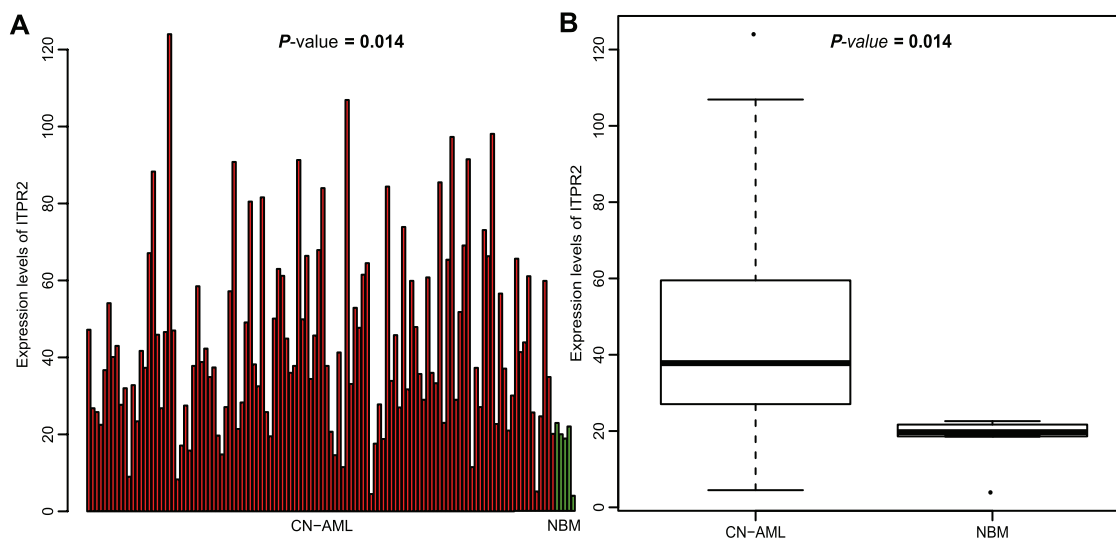 A
P-value = 0.014
Expression levels of ITPR2
120
100
80
60
40
20
0
CN-AML
NBM
B
P-value = 0.014
Expression levels of ITPR2
120
100
80
60
40
20
0
CN-AML
NBM